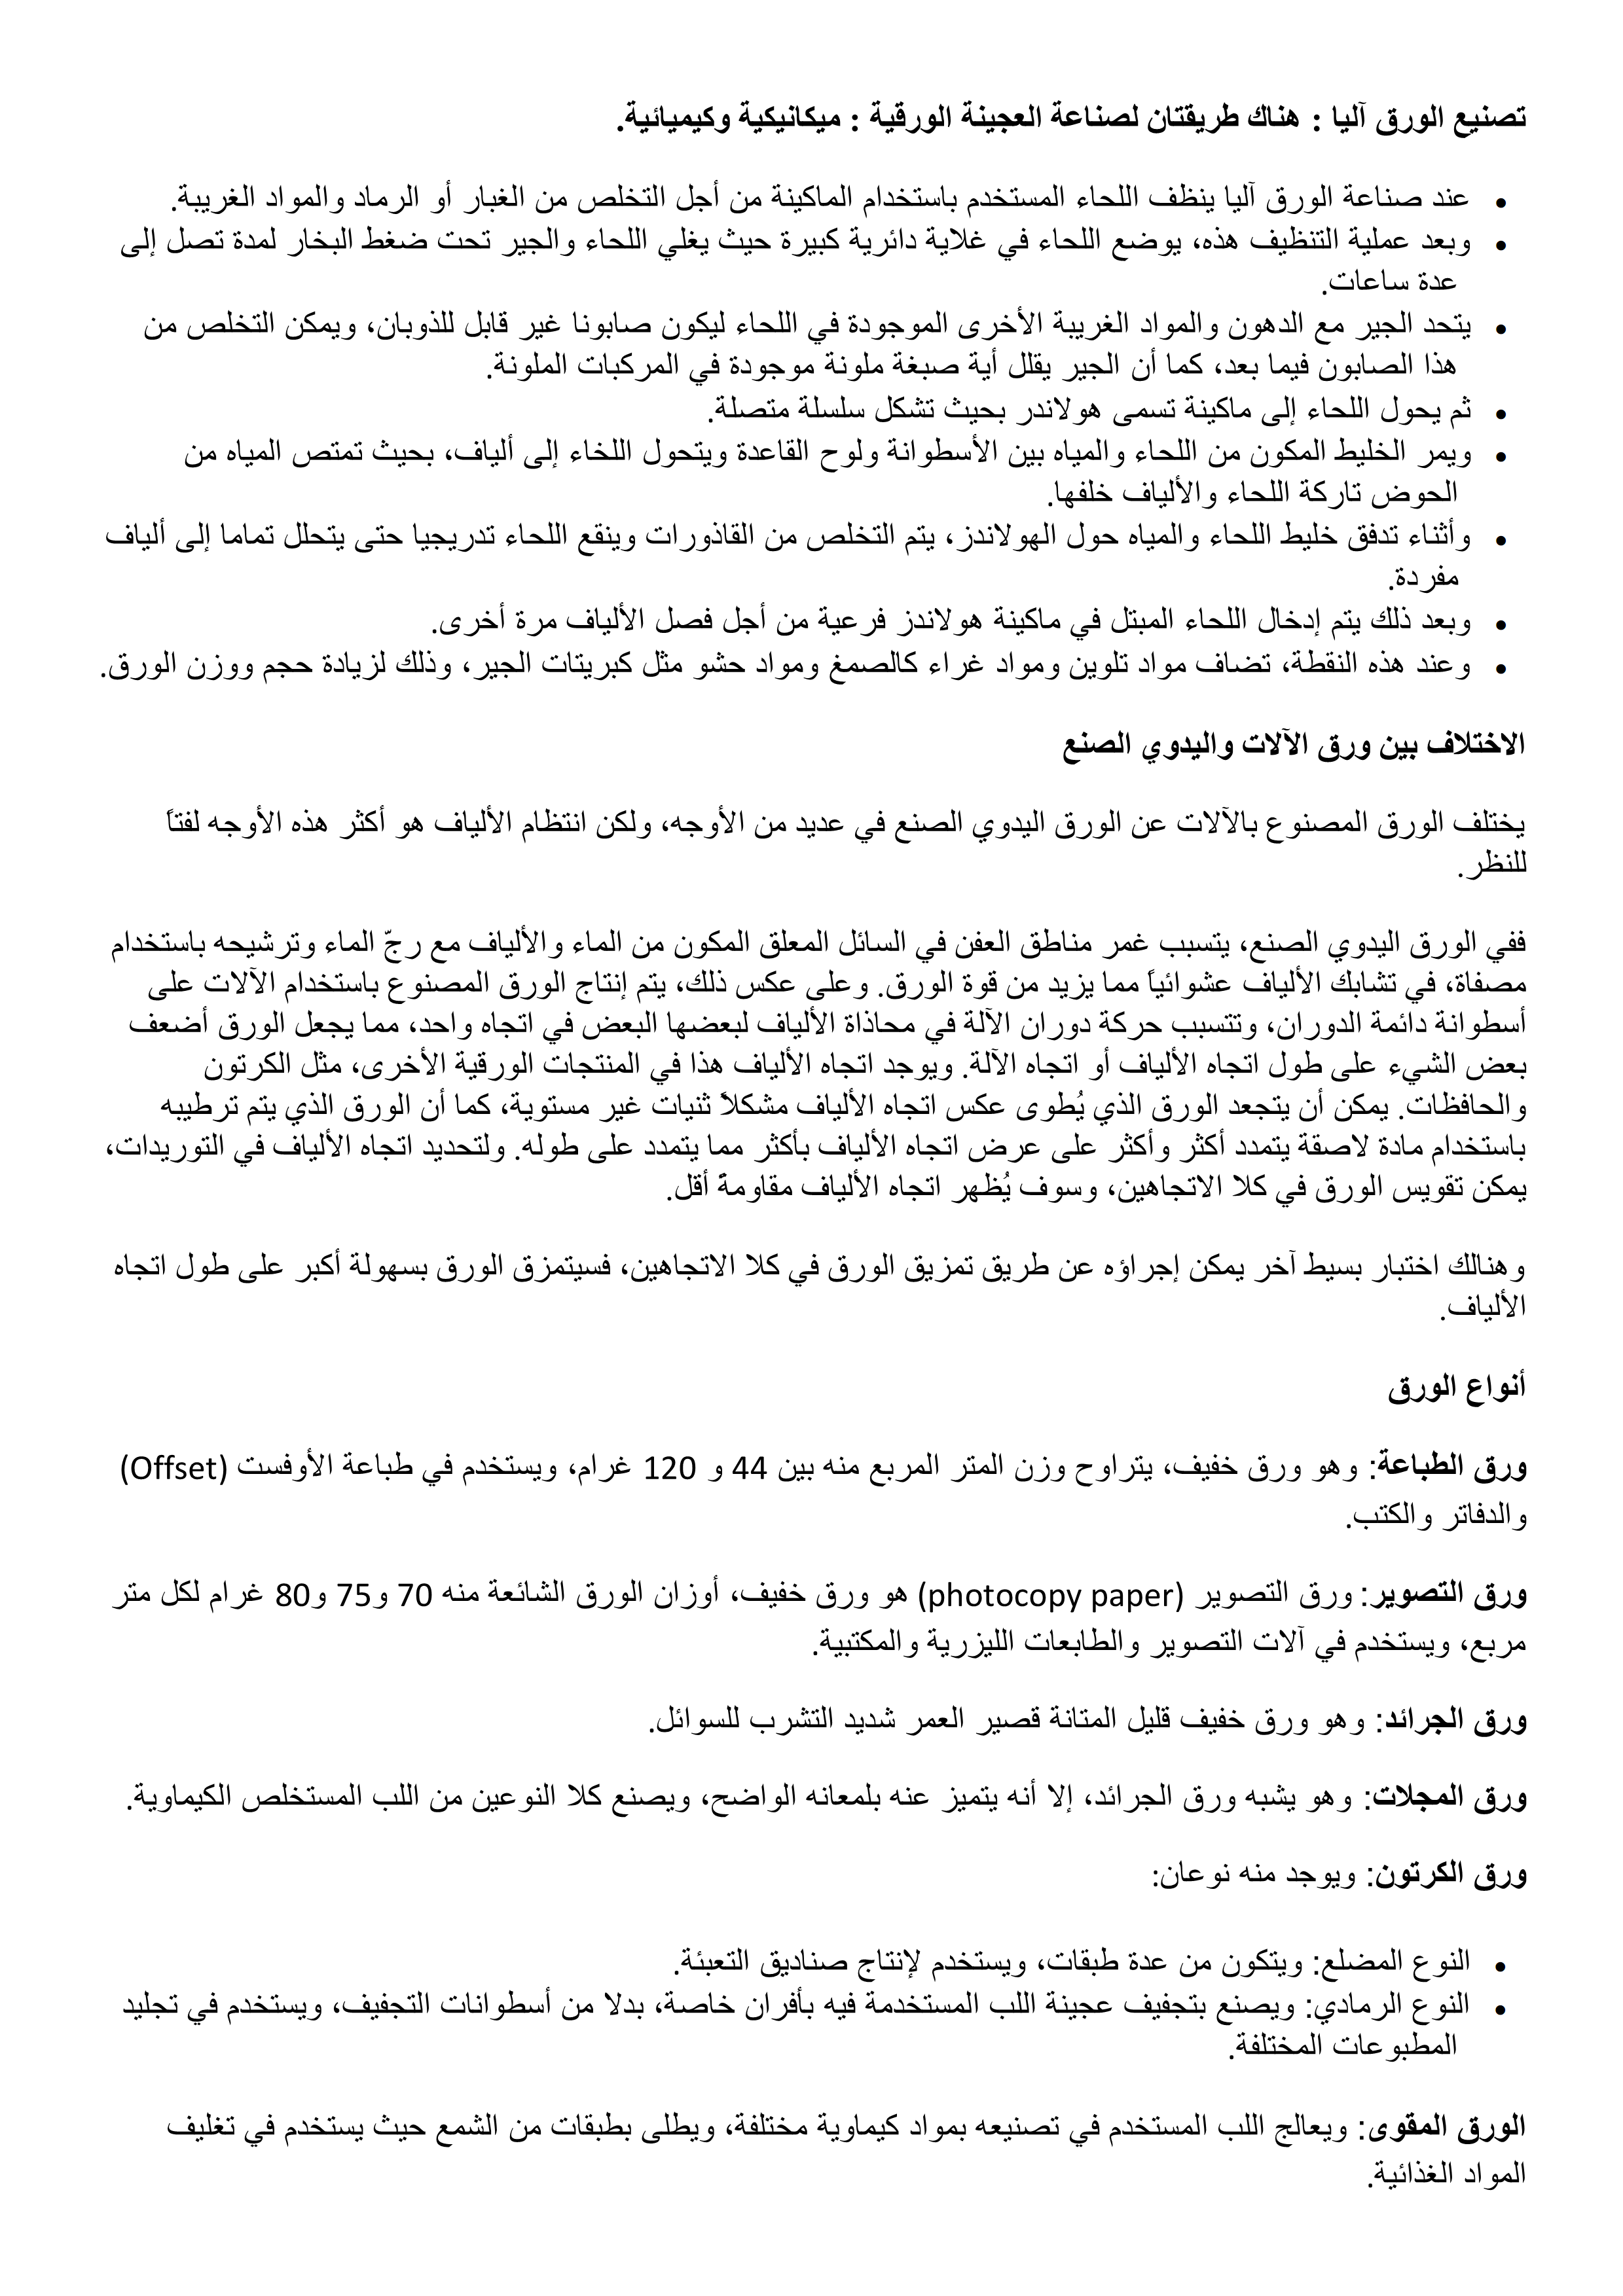 تصنيع الورق آليا : هناك طريقتان لصناعة العجينة الورقية : ميكانيكية وكيميائية.
• عند صناعة الورق آليا ينظف اللحاء المستخدم باستخدام الماكينة من أجل التخلص من الغبار أو الرماد والمواد الغريبة.
• وبعد عملية التنظيف هذه، يوضع اللحاء في غلاية دائرية كبيرة حيث يغلي اللحاء والجير تحت ضغط البخار لمدة تصل إلى
عدة ساعات.
• يتحد الجير مع الدهون والمواد الغريبة الأخرى الموجودة في اللحاء ليكون صابونا غير قابل للذوبان، ويمكن التخلص من
هذا الصابون فيما بعد، كما أن الجير يقلل أية صبغة ملونة موجودة في المركبات الملونة.
• ثم يحول اللحاء إلى ماكينة تسمى هولاندر بحيث تشكل سلسلة متصلة.
• ويمر الخليط المكون من اللحاء والمياه بين الأسطوانة ولوح القاعدة ويتحول اللخاء إلى ألياف، بحيث تمتص المياه من
الحوض تاركة اللحاء والألياف خلفها.
• وأثناء تدفق خليط اللحاء والمياه حول الهولاندز، يتم التخلص من القاذورات وينقع اللحاء تدريجيا حتى يتحلل تماما إلى ألياف
مفردة.
• وبعد ذلك يتم إدخال اللحاء المبتل في ماكينة هولاندز فرعية من أجل فصل الألياف مرة أخرى.
• وعند هذه النقطة، تضاف مواد تلوين ومواد غراء كالصمغ ومواد حشو مثل كبريتات الجير، وذلك لزيادة حجم ووزن الورق.
الاختلاف بين ورق الآلات واليدوي الصنع
يختلف الورق المصنوع بالآلات عن الورق اليدوي الصنع في عديد من الأوجه، ولكن انتظام الألياف هو أكثر هذه الأوجه لفتاً
للنظر.
ففي الورق اليدوي الصنع، يتسبب غمر مناطق العفن في السائل المعلق المكون من الماء والألياف مع رجّ الماء وترشيحه باستخدام
مصفاة، في تشابك الألياف عشوائياً مما يزيد من قوة الورق. وعلى عكس ذلك، يتم إنتاج الورق المصنوع باستخدام الآلات على
أسطوانة دائمة الدوران، وتتسبب حركة دوران الآلة في محاذاة الألياف لبعضها البعض في اتجاه واحد، مما يجعل الورق أضعف
بعض الشيء على طول اتجاه الألياف أو اتجاه الآلة. ويوجد اتجاه الألياف هذا في المنتجات الورقية الأخرى، مثل الكرتون
والحافظات. يمكن أن يتجعد الورق الذي يُطوى عكس اتجاه الألياف مشكلاً ثنيات غير مستوية، كما أن الورق الذي يتم ترطيبه
باستخدام مادة لاصقة يتمدد أكثر وأكثر على عرض اتجاه الألياف بأكثر مما يتمدد على طوله. ولتحديد اتجاه الألياف في التوريدات،
يمكن تقويس الورق في كلا الاتجاهين، وسوف يُظهر اتجاه الألياف مقاومةً أقل.
وهنالك اختبار بسيط آخر يمكن إجراؤه عن طريق تمزيق الورق في كلا الاتجاهين، فسيتمزق الورق بسهولة أكبر على طول اتجاه
الألياف.
أنواع الورق
ورق الطباعة: وهو ورق خفيف، يتراوح وزن المتر المربع منه بين 44 و 120 غرام، ويستخدم في طباعة الأوفست (Offset)
والدفاتر والكتب.
ورق التصوير: ورق التصوير (photocopy paper) هو ورق خفيف، أوزان الورق الشائعة منه 70 و75 و80 غرام لكل متر
مربع، ويستخدم في آلات التصوير والطابعات الليزرية والمكتبية.
ورق الجرائد: وهو ورق خفيف قليل المتانة قصير العمر شديد التشرب للسوائل.
ورق المجلات: وهو يشبه ورق الجرائد، إلا أنه يتميز عنه بلمعانه الواضح، ويصنع كلا النوعين من اللب المستخلص الكيماوية.
ورق الكرتون: ويوجد منه نوعان:
• النوع المضلع: ويتكون من عدة طبقات، ويستخدم لإنتاج صناديق التعبئة.
• النوع الرمادي: ويصنع بتجفيف عجينة اللب المستخدمة فيه بأفران خاصة، بدلا من أسطوانات التجفيف، ويستخدم في تجليد
المطبوعات المختلفة.
الورق المقوى: ويعالج اللب المستخدم في تصنيعه بمواد كيماوية مختلفة، ويطلى بطبقات من الشمع حيث يستخدم في تغليف
المواد الغذائية.